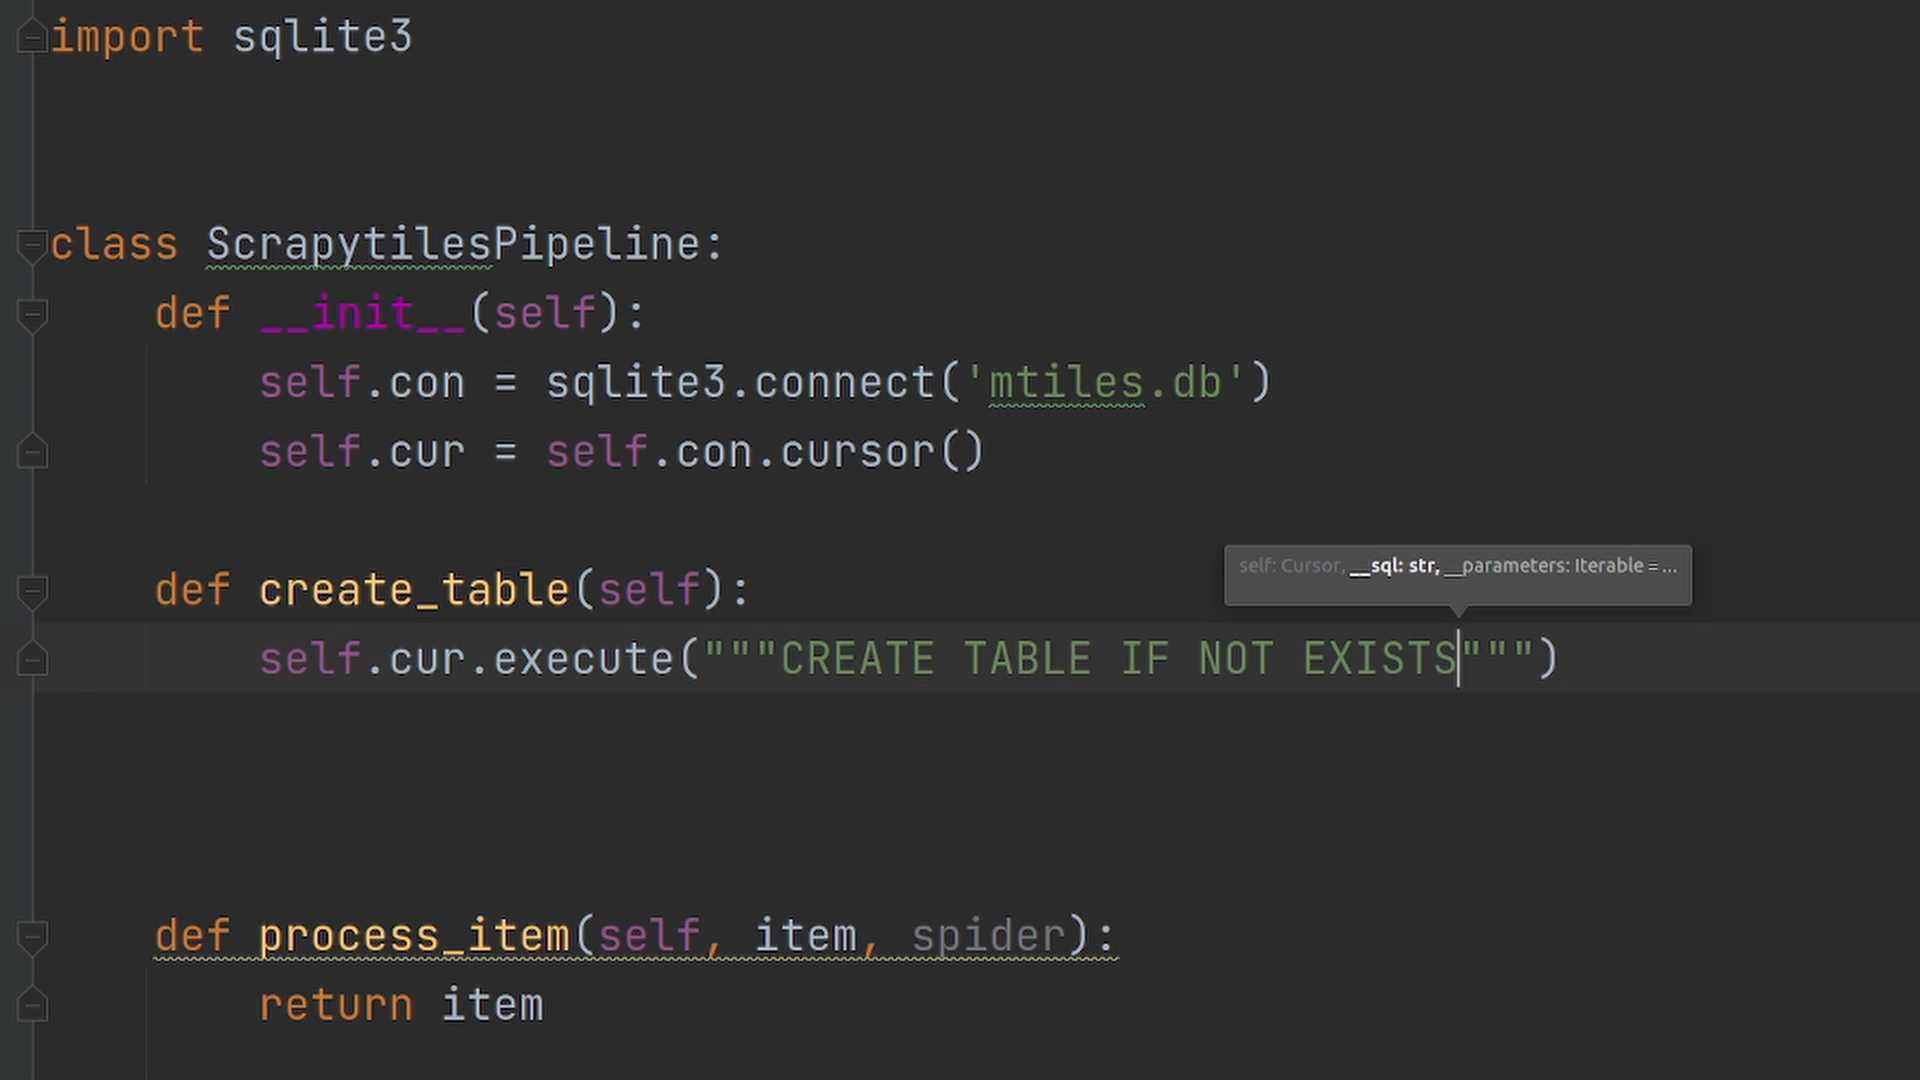 import sqlite3
class ScrapytilesPipeline:
def __init__(self):
self.con = sqlite3.connect('mtiles.db')
self.cur = self.con.cursor()
def create_table(self):
self: Cursor, __sql: str, __parameters: Iterable = ...
self.cur.execute("""CREATE TABLE IF NOT EXISTS""")
def process_item(self, item, spider):
return item